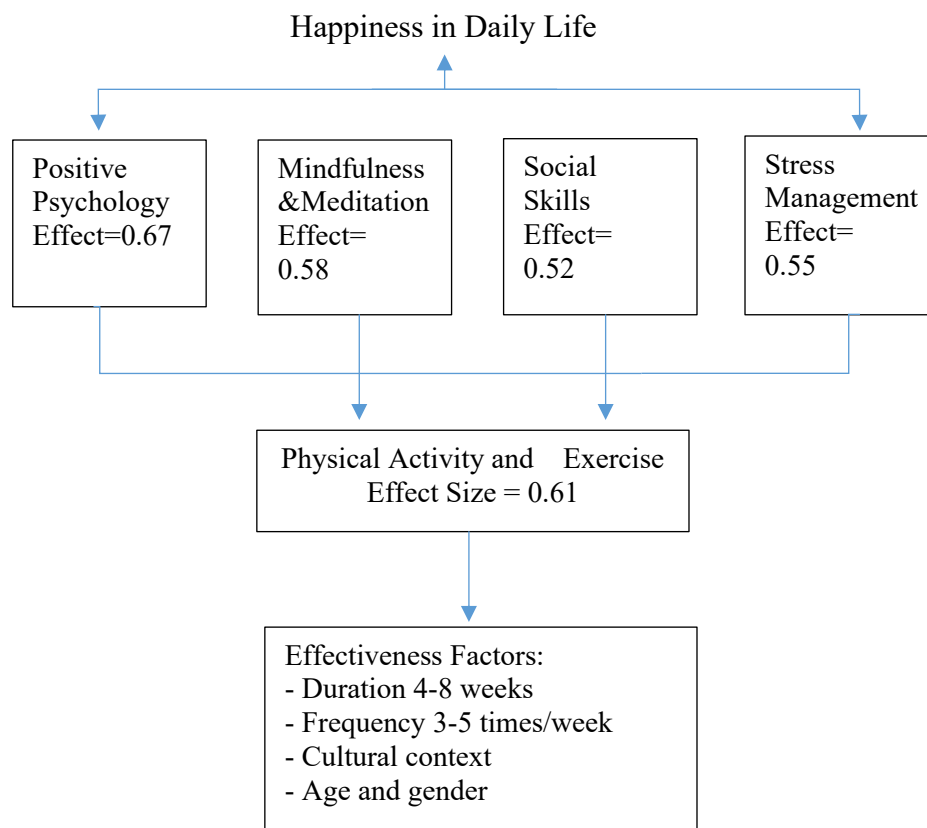 Happiness in Daily Life
Positive
Psychology
Effect=0.67
Mindfulness
&Meditation
Effect=
0.58
Social
Skills
Effect=
0.52
Stress
Management
Effect=
0.55
Physical Activity and Exercise
Effect Size = 0.61
Effectiveness Factors:
- Duration 4-8 weeks
- Frequency 3-5 times/week
- Cultural context
- Age and gender